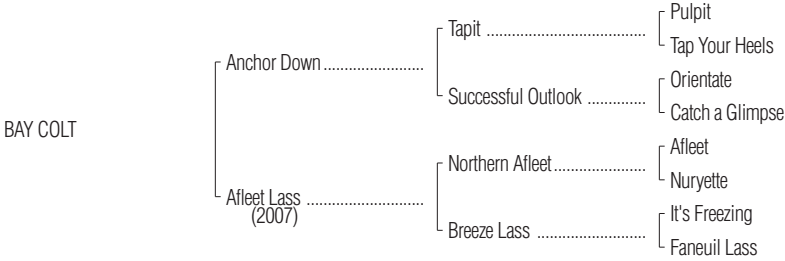 Pulpit
Tapit ......................................
Tap Your Heels
Anchor Down........................
Orientate
Successful Outlook ..............
Catch a Glimpse
BAY COLT
Afleet
Northern Afleet......................
Nuryette
Afleet Lass ............................
(2007)
It's Freezing
Breeze Lass ..........................
Faneuil Lass